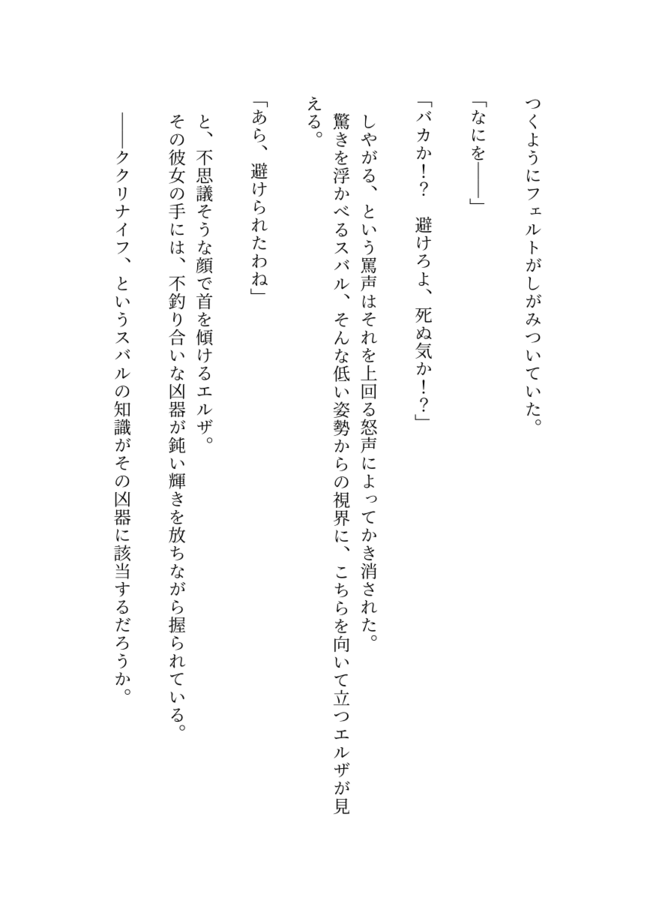 つくようにフェルトがしがみついていた。
「なにを――」
「バカか！？　避けろよ、死ぬ気か！？」
　しやがる、という罵声はそれを上回る怒声によってかき消された。
　驚きを浮かべるスバル、そんな低い姿勢からの視界に、こちらを向いて立つエルザが見
える。
「あら、避けられたわね」
　と、不思議そうな顔で首を傾けるエルザ。
　その彼女の手には、不釣り合いな凶器が鈍い輝きを放ちながら握られている。
　――ククリナイフ、というスバルの知識がその凶器に該当するだろうか。